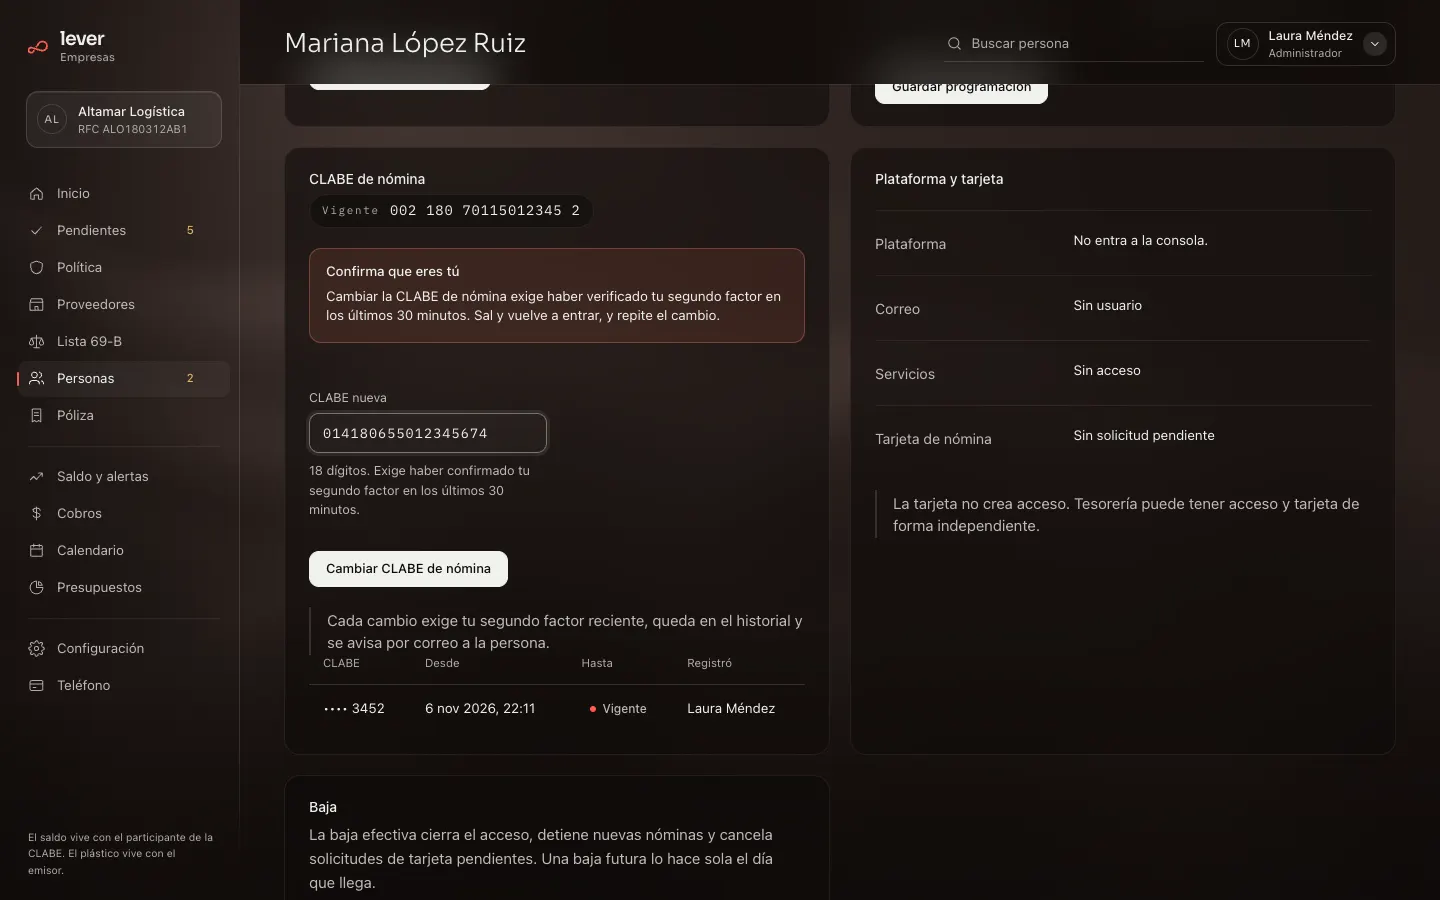 lever
Empresas
AL
Altamar Logística
RFC ALO180312AB1
Inicio
Pendientes 5
Política
Proveedores
Lista 69-B
Personas 2
Póliza
Saldo y alertas
Cobros
Calendario
Presupuestos
Configuración
Teléfono
El saldo vive con el participante de la
CLABE. El plástico vive con el
emisor.
Mariana López Ruiz
Buscar persona
LM
Laura Méndez
Administrador
Guardar programación
CLABE de nómina
Vigente 002 180 70115012345 2
Confirma que eres tú
Cambiar la CLABE de nómina exige haber verificado tu segundo factor en
los últimos 30 minutos. Sal y vuelve a entrar, y repite el cambio.
CLABE nueva
014180655012345674
18 dígitos. Exige haber confirmado tu
segundo factor en los últimos 30
minutos.
Cambiar CLABE de nómina
Cada cambio exige tu segundo factor reciente, queda en el historial y
se avisa por correo a la persona.
CLABE Desde Hasta Registró
•••• 3452 6 nov 2026, 22:11 Vigente Laura Méndez
Plataforma y tarjeta
Plataforma No entra a la consola.
Correo Sin usuario
Servicios Sin acceso
Tarjeta de nómina Sin solicitud pendiente
La tarjeta no crea acceso. Tesorería puede tener acceso y tarjeta de
forma independiente.
Baja
La baja efectiva cierra el acceso, detiene nuevas nóminas y cancela
solicitudes de tarjeta pendientes. Una baja futura lo hace sola el día
que llega.